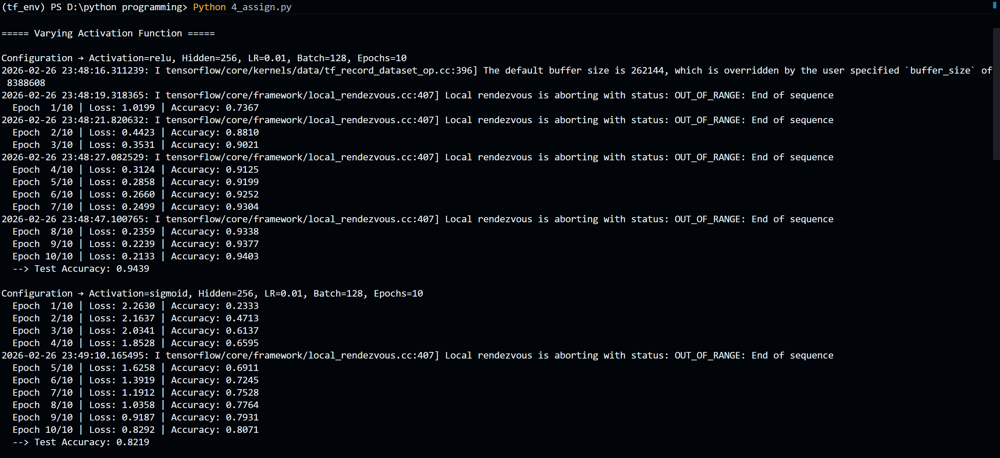 (tf_env) PS D:\python programming> Python 4_assign.py
===== Varying Activation Function =====
Configuration → Activation=relu, Hidden=256, LR=0.01, Batch=128, Epochs=10
2026-02-26 23:48:16.311239: I tensorflow/core/kernels/data/tf_record_dataset_op.cc:396] The default buffer size is 262144, which is overridden by the user specified `buffer_size` of
 8388608
2026-02-26 23:48:19.318365: I tensorflow/core/framework/local_rendezvous.cc:407] Local rendezvous is aborting with status: OUT_OF_RANGE: End of sequence
  Epoch  1/10 | Loss: 1.0199 | Accuracy: 0.7367
2026-02-26 23:48:21.820632: I tensorflow/core/framework/local_rendezvous.cc:407] Local rendezvous is aborting with status: OUT_OF_RANGE: End of sequence
  Epoch  2/10 | Loss: 0.4423 | Accuracy: 0.8810
  Epoch  3/10 | Loss: 0.3531 | Accuracy: 0.9021
2026-02-26 23:48:27.082529: I tensorflow/core/framework/local_rendezvous.cc:407] Local rendezvous is aborting with status: OUT_OF_RANGE: End of sequence
  Epoch  4/10 | Loss: 0.3124 | Accuracy: 0.9125
  Epoch  5/10 | Loss: 0.2858 | Accuracy: 0.9199
  Epoch  6/10 | Loss: 0.2660 | Accuracy: 0.9252
  Epoch  7/10 | Loss: 0.2499 | Accuracy: 0.9304
2026-02-26 23:48:47.100765: I tensorflow/core/framework/local_rendezvous.cc:407] Local rendezvous is aborting with status: OUT_OF_RANGE: End of sequence
  Epoch  8/10 | Loss: 0.2359 | Accuracy: 0.9338
  Epoch  9/10 | Loss: 0.2239 | Accuracy: 0.9377
  Epoch 10/10 | Loss: 0.2133 | Accuracy: 0.9403
  --> Test Accuracy: 0.9439
Configuration → Activation=sigmoid, Hidden=256, LR=0.01, Batch=128, Epochs=10
  Epoch  1/10 | Loss: 2.2630 | Accuracy: 0.2333
  Epoch  2/10 | Loss: 2.1637 | Accuracy: 0.4713
  Epoch  3/10 | Loss: 2.0341 | Accuracy: 0.6137
  Epoch  4/10 | Loss: 1.8528 | Accuracy: 0.6595
2026-02-26 23:49:10.165495: I tensorflow/core/framework/local_rendezvous.cc:407] Local rendezvous is aborting with status: OUT_OF_RANGE: End of sequence
  Epoch  5/10 | Loss: 1.6258 | Accuracy: 0.6911
  Epoch  6/10 | Loss: 1.3919 | Accuracy: 0.7245
  Epoch  7/10 | Loss: 1.1912 | Accuracy: 0.7528
  Epoch  8/10 | Loss: 1.0358 | Accuracy: 0.7764
  Epoch  9/10 | Loss: 0.9187 | Accuracy: 0.7931
  Epoch 10/10 | Loss: 0.8292 | Accuracy: 0.8071
  --> Test Accuracy: 0.8219